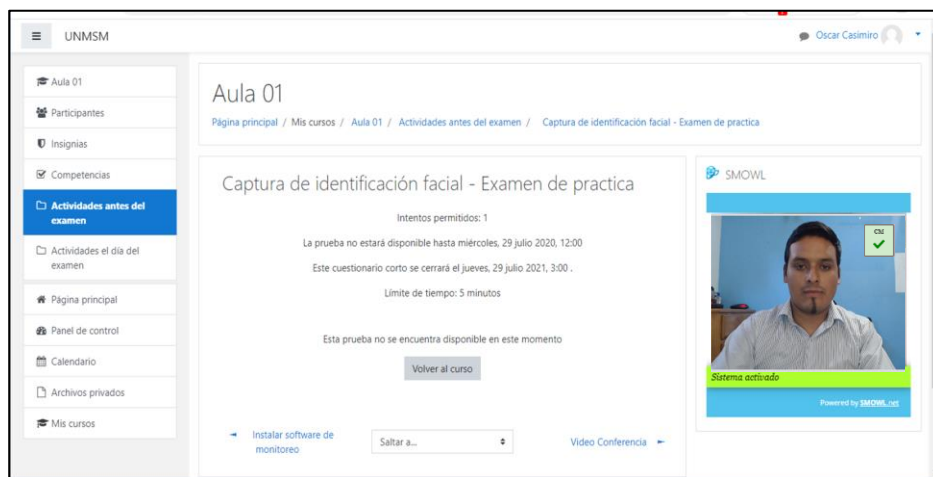 UNMSM
Oscar Casimiro
Aula 01
Participantes
Insignias
Competencias
Actividades antes del
examen
Actividades el día del
examen
Página principal
Panel de control
Calendario
Archivos privados
Mis cursos
Aula 01
Página principal / Mis cursos / Aula 01 / Actividades antes del examen / Captura de identificación facial - Examen de practica
Captura de identificación facial - Examen de practica
Intentos permitidos: 1
La prueba no estará disponible hasta miércoles, 29 julio 2020, 12:00
Este cuestionario corto se cerrará el jueves, 29 julio 2021, 3:00 .
Límite de tiempo: 5 minutos
Esta prueba no se encuentra disponible en este momento
Volver al curso
Instalar software de
monitoreo
Saltar a...
Video Conferencia
SMOWL
CM
Sistema activado
Powered by SMOWL.net